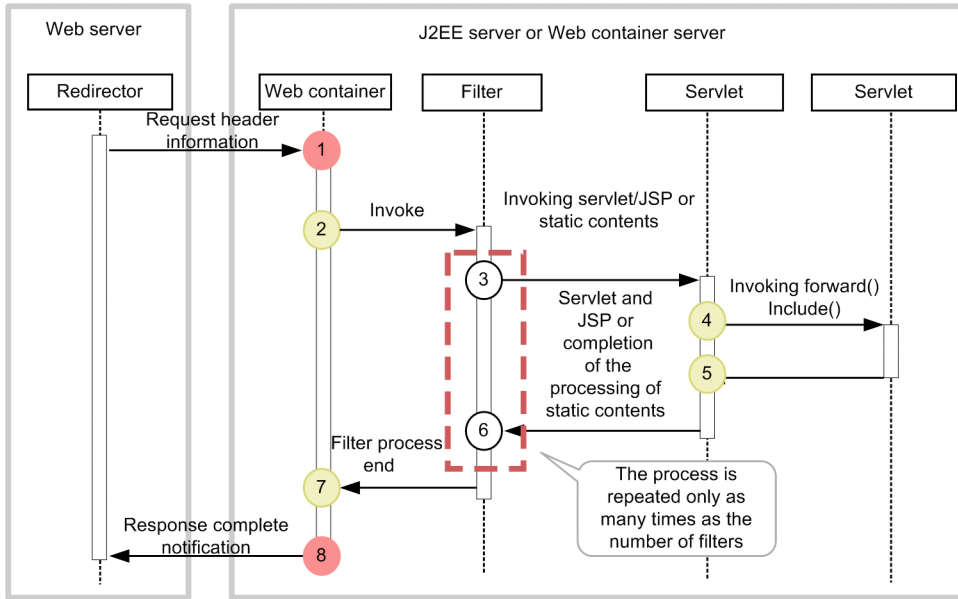 Web server
J2EE server or Web container server
Redirector
Web container
Filter
Servlet
Servlet
Request header
information
1
2
Invoke
Invoking servlet/JSP or
static contents
3
Invoking forward()
Include()
4
Servlet and
JSP or
completion
of the
processing of
static contents
5
6
Filter process
end
7
The process is
repeated only as
many times as the
number of filters
Response complete
notification
8